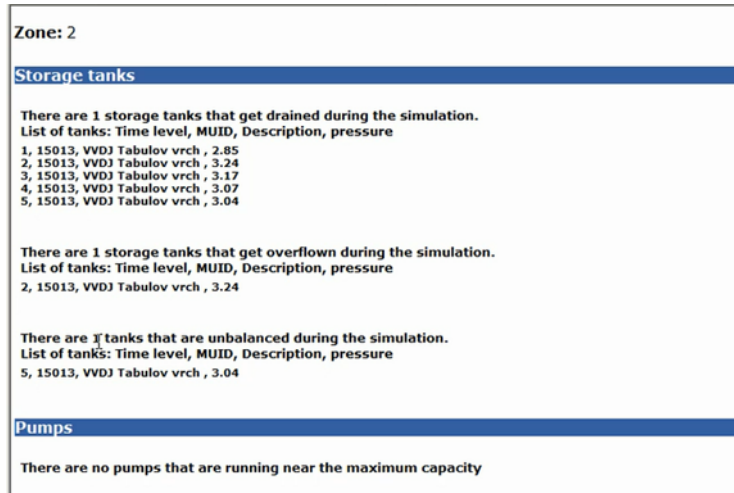 Zone: 2
Storage tanks
There are 1 storage tanks that get drained during the simulation.
List of tanks: Time level, MUID, Description, pressure
1, 15013, VVDJ Tabulov vrch , 2.85
2, 15013, VVDJ Tabulov vrch , 3.24
3, 15013, VVDJ Tabulov vrch , 3.17
4, 15013, VVDJ Tabulov vrch , 3.07
5, 15013, VVDJ Tabulov vrch , 3.04
There are 1 storage tanks that get overflown during the simulation.
List of tanks: Time level, MUID, Description, pressure
2, 15013, VVDJ Tabulov vrch , 3.24
There are 1 tanks that are unbalanced during the simulation.
List of tanks: Time level, MUID, Description, pressure
5, 15013, VVDJ Tabulov vrch , 3.04
Pumps
There are no pumps that are running near the maximum capacity